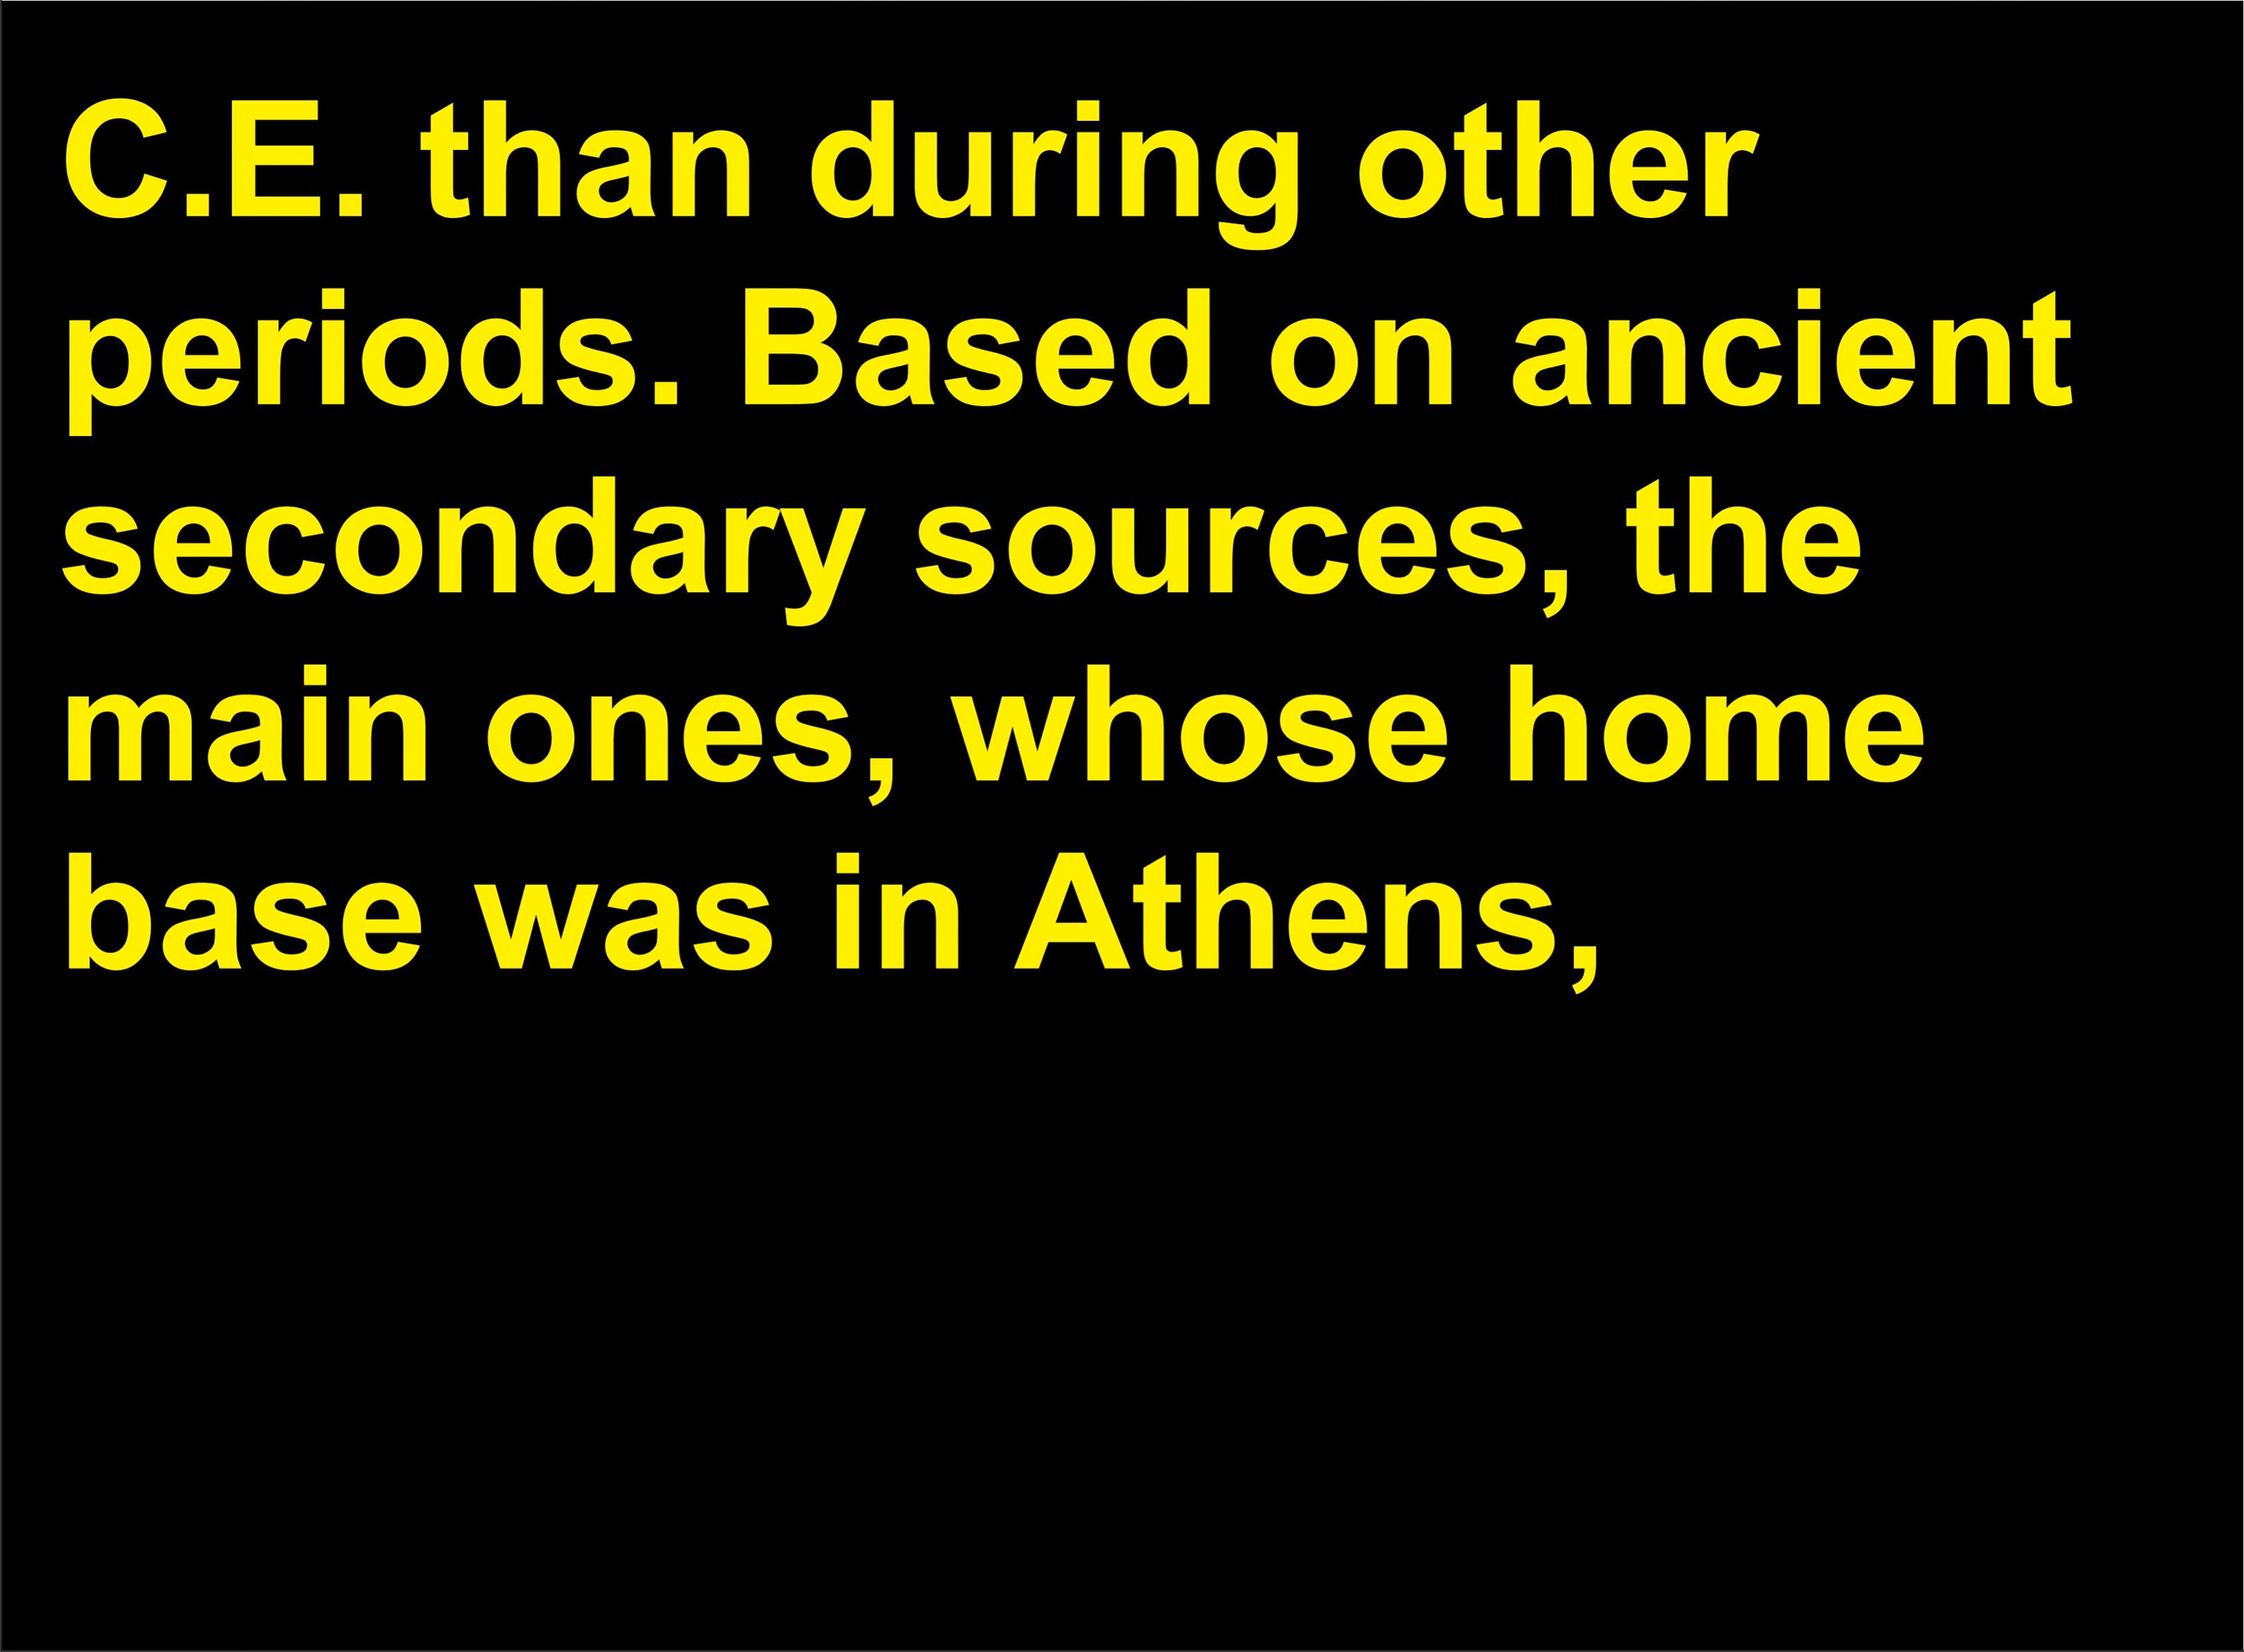 C.E. than during other
periods. Based on ancient
secondary sources, the
main ones, whose home
base was in Athens,